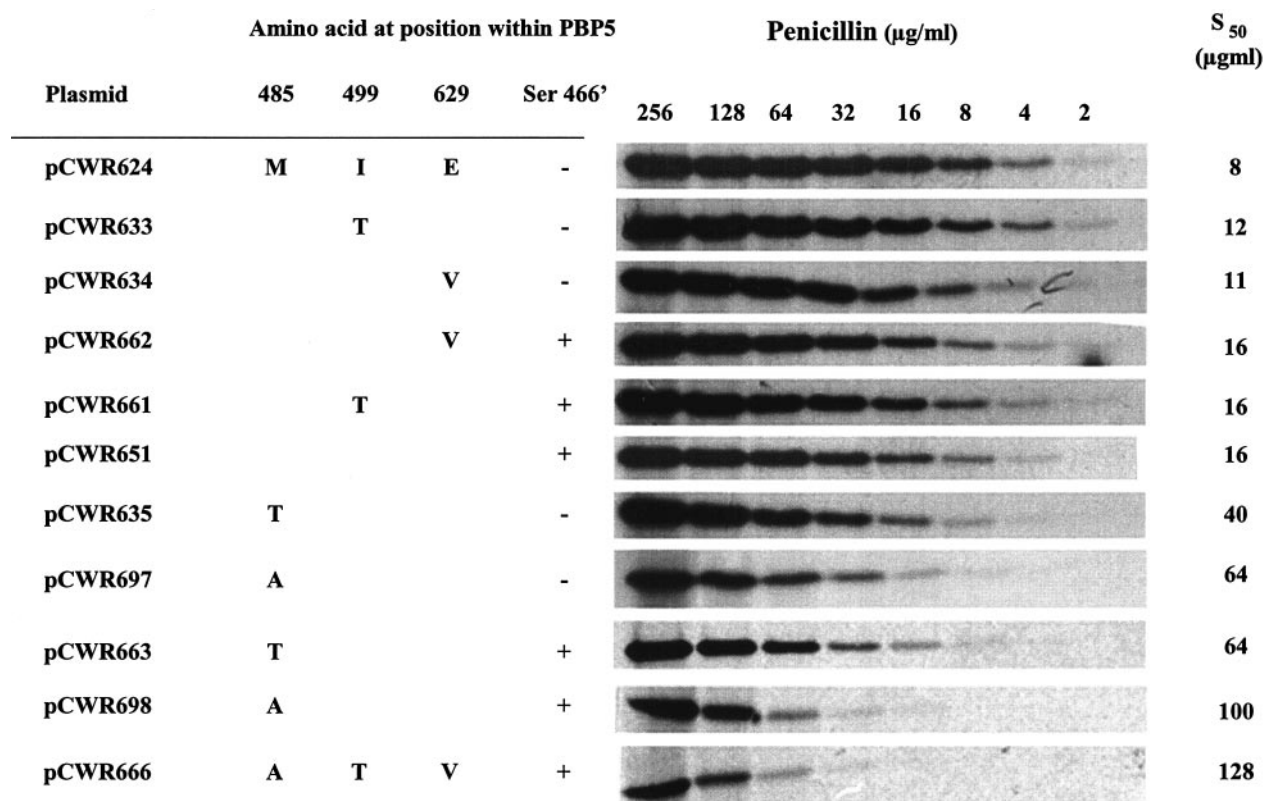 Amino acid at position within PBP5 Penicillin (µg/ml) S 50 (µgml)
Plasmid 485 499 629 Ser 466’ 256 128 64 32 16 8 4 2
pCWR624 M I E - 8
pCWR633 T - 12
pCWR634 V - 11
pCWR662 V + 16
pCWR661 T + 16
pCWR651 + 16
pCWR635 T - 40
pCWR697 A - 64
pCWR663 T + 64
pCWR698 A + 100
pCWR666 A T V + 128